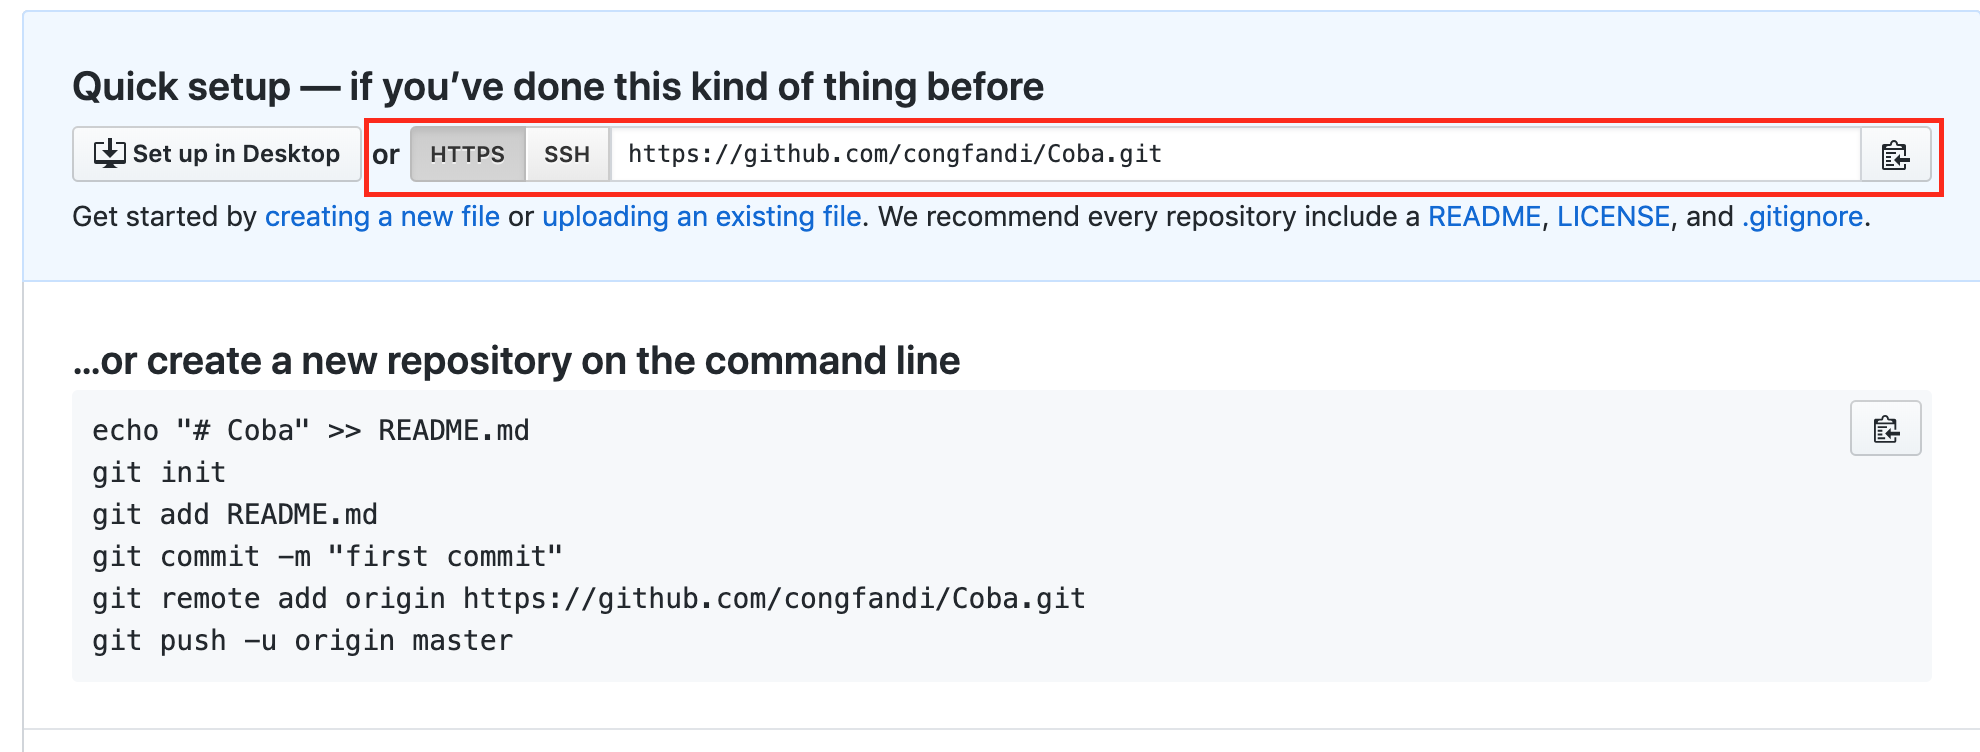 Quick setup — if you’ve done this kind of thing before
Set up in Desktop or HTTPS SSH https://github.com/congfandi/Coba.git
Get started by creating a new file or uploading an existing file. We recommend every repository include a README, LICENSE, and .gitignore.
…or create a new repository on the command line
echo "# Coba" >> README.md
git init
git add README.md
git commit -m "first commit"
git remote add origin https://github.com/congfandi/Coba.git
git push -u origin master